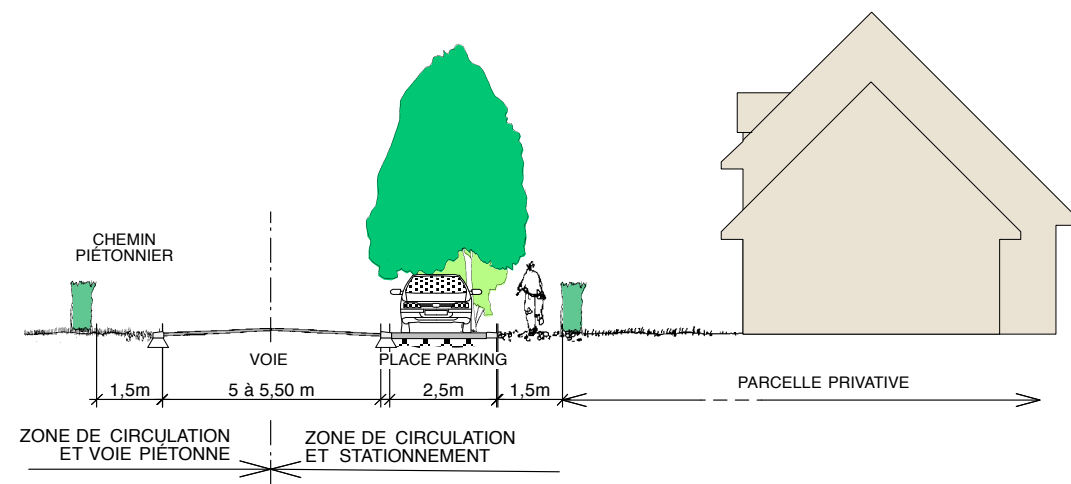 CHEMIN
PIÉTONNIER
VOIE
PLACE PARKING
PARCELLE PRIVATIVE
1,5m
5 à 5,50 m
2,5m
1,5m
ZONE DE CIRCULATION
ET VOIE PIÉTONNE
ZONE DE CIRCULATION
ET STATIONNEMENT